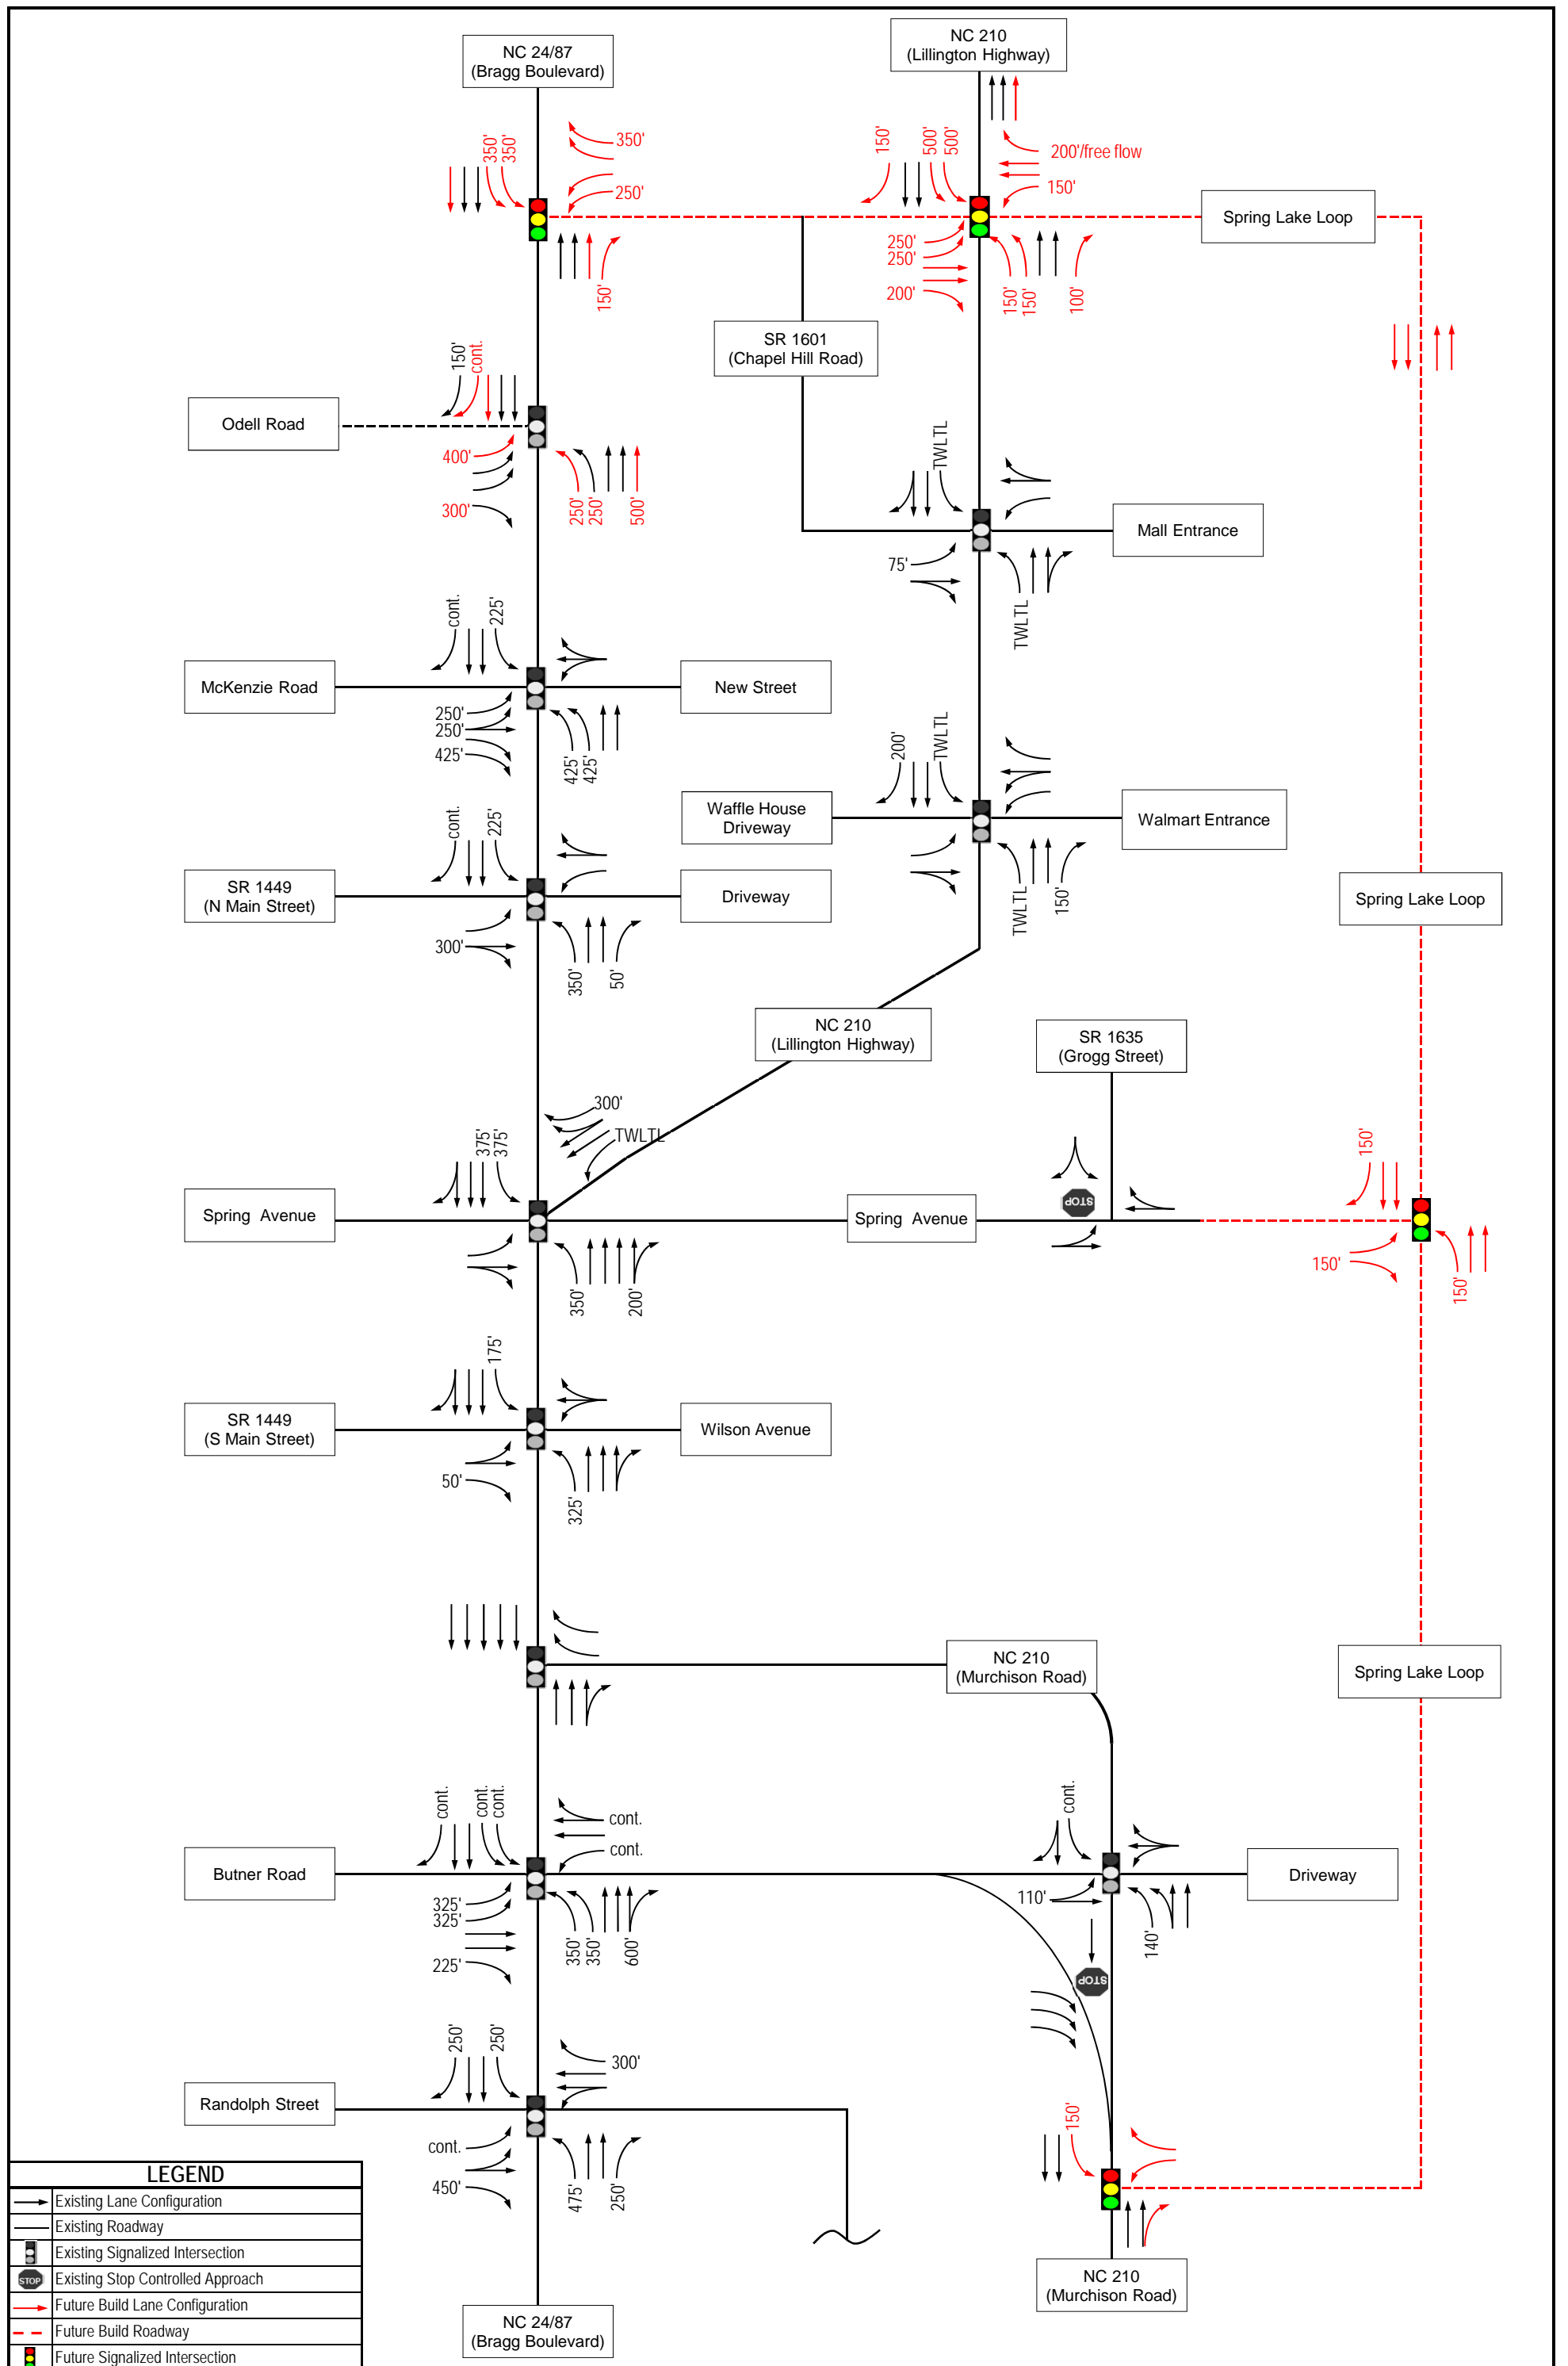 NC 24/87
(Bragg Boulevard)
NC 210
(Lillington Highway)
350'
350'
350'
250'
150'
150'
500'
500'
200'/free flow
150'
250'
250'
200'
150'
150'
100'
Spring Lake Loop
SR 1601
(Chapel Hill Road)
150'
cont.
Odell Road
400'
300'
250'
250'
500'
TWLTL
Mall Entrance
75'
TWLTL
cont.
225'
McKenzie Road
New Street
250'
250'
425'
425'
425'
200'
TWLTL
Waffle House
Driveway
Walmart Entrance
TWLTL
150'
cont.
225'
SR 1449
(N Main Street)
Driveway
300'
350'
50'
Spring Lake Loop
NC 210
(Lillington Highway)
SR 1635
(Grogg Street)
300'
TWLTL
375'
375'
Spring Avenue
Spring Avenue
STOP
350'
200'
150'
150'
150'
175'
SR 1449
(S Main Street)
Wilson Avenue
50'
325'
NC 210
(Murchison Road)
Spring Lake Loop
cont.
cont.
cont.
cont.
cont.
Butner Road
325'
325'
225'
350'
350'
600'
cont.
Driveway
110'
140'
STOP
250'
250'
300'
Randolph Street
cont.
450'
475'
250'
150'
NC 210
(Murchison Road)
NC 24/87
(Bragg Boulevard)
LEGEND
Existing Lane Configuration
Existing Roadway
Existing Signalized Intersection
STOP Existing Stop Controlled Approach
Future Build Lane Configuration
Future Build Roadway
Future Signalized Intersection